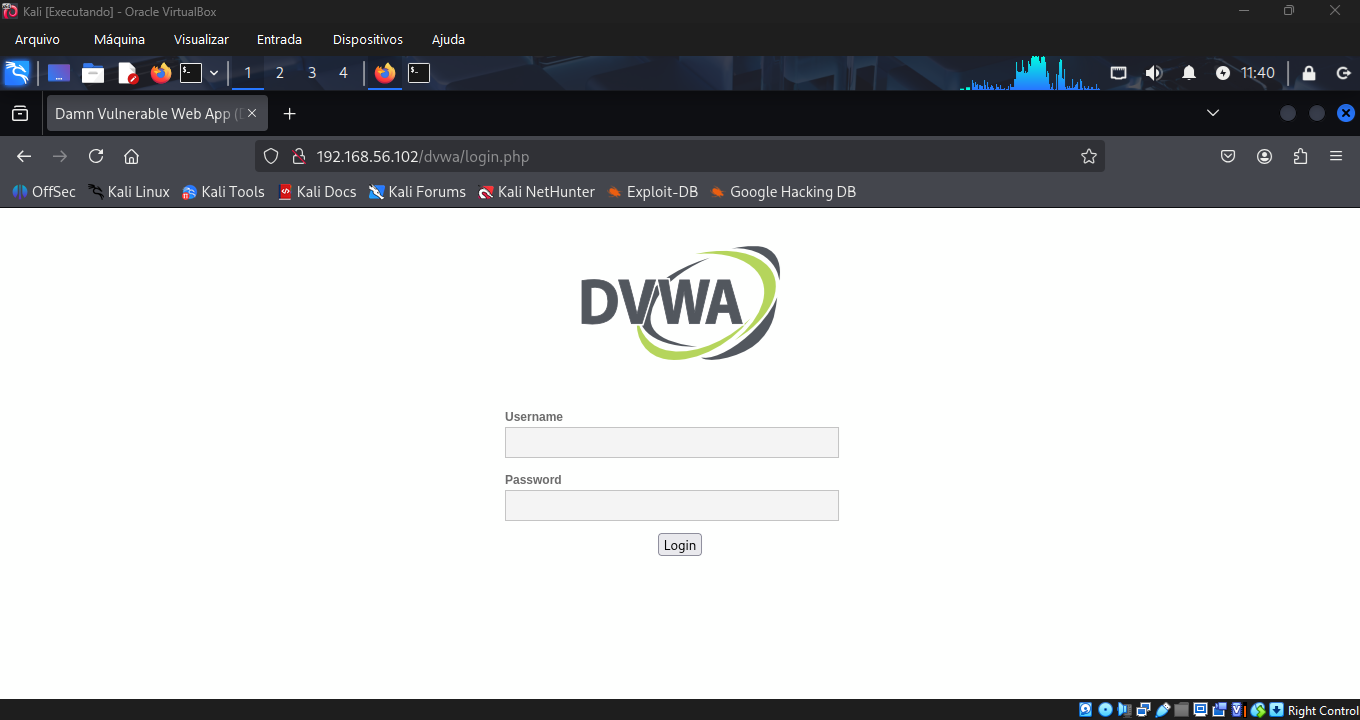 Kali [Executando] - Oracle VirtualBox
Arquivo Máquina Visualizar Entrada Dispositivos Ajuda
1 2 3 4 11:40
Damn Vulnerable Web App (D
192.168.56.102/dvwa/login.php
OffSec Kali Linux Kali Tools Kali Docs Kali Forums Kali NetHunter Exploit-DB Google Hacking DB
DVWA
Username
Password
Login
Right Control